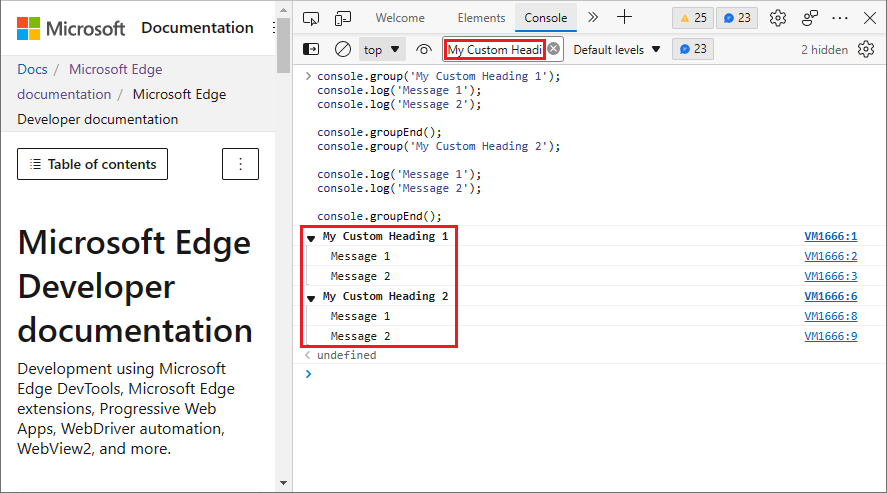 Microsoft Documentation
Docs / Microsoft Edge
documentation / Microsoft Edge
Developer documentation
Table of contents
Microsoft Edge
Developer
documentation
Development using Microsoft
Edge DevTools, Microsoft Edge
extensions, Progressive Web
Apps, WebDriver automation,
WebView2, and more.
Welcome Elements Console 25 23
top My Custom Headi Default levels 23 2 hidden
console.group('My Custom Heading 1');
console.log('Message 1');
console.log('Message 2');
console.groupEnd();
console.group('My Custom Heading 2');
console.log('Message 1');
console.log('Message 2');
console.groupEnd();
My Custom Heading 1 VM1666:1
Message 1 VM1666:2
Message 2 VM1666:3
My Custom Heading 2 VM1666:6
Message 1 VM1666:8
Message 2 VM1666:9
undefined